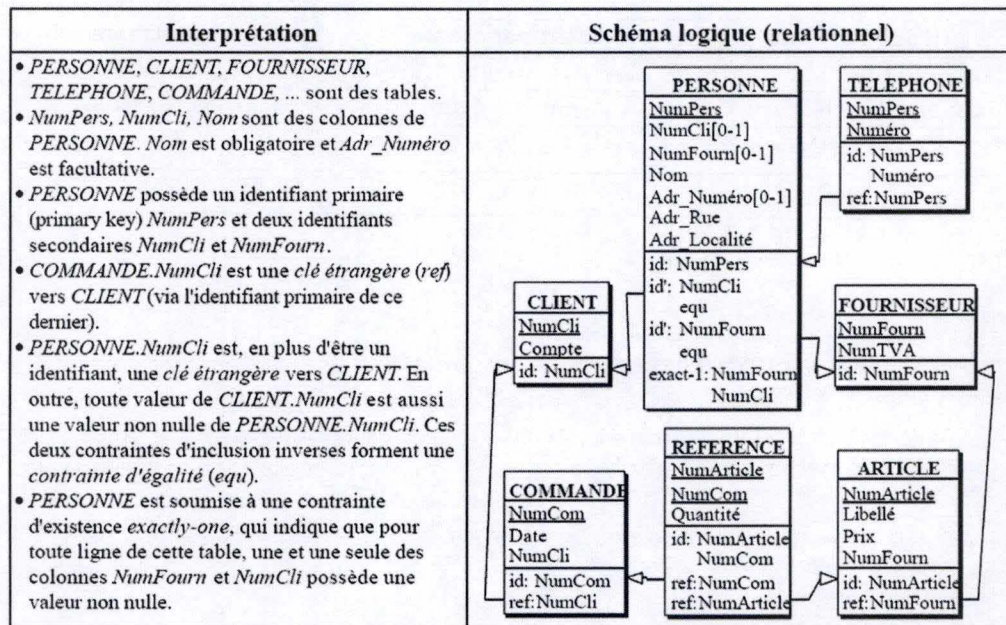 Interprétation
• PERSONNE, CLIENT, FOURNISSEUR,
TELEPHONE, COMMANDE, ... sont des tables.
• NumPers, NumCli, Nom sont des colonnes de
PERSONNE. Nom est obligatoire et Adr_Numéro
est facultative.
• PERSONNE possède un identifiant primaire
(primary key) NumPers et deux identifiants
secondaires NumCli et NumFourn.
• COMMANDE.NumCli est une clé étrangère (ref)
vers CLIENT (via l'identifiant primaire de ce
dernier).
• PERSONNE.NumCli est, en plus d'être un
identifiant, une clé étrangère vers CLIENT. En
outre, toute valeur de CLIENT.NumCli est aussi
une valeur non nulle de PERSONNE.NumCli. Ces
deux contraintes d'inclusion inverses forment une
contrainte d'égalité (equ).
• PERSONNE est soumise à une contrainte
d'existence exactly-one, qui indique que pour
toute ligne de cette table, une et une seule des
colonnes NumFourn et NumCli possède une
valeur non nulle.
Schéma logique (relationnel)
PERSONNE
NumPers
NumCli[0-1]
NumFourn[0-1]
Nom
Adr_Numéro[0-1]
Adr_Rue
Adr_Localité
id: NumPers
id': NumCli
equ
id': NumFourn
equ
exact-1: NumFourn
NumCli
TELEPHONE
NumPers
Numéro
id: NumPers
Numéro
ref:NumPers
CLIENT
NumCli
Compte
id: NumCli
FOURNISSEUR
NumFourn
NumTVA
id: NumFourn
COMMANDE
NumCom
Date
NumCli
id: NumCom
ref:NumCli
REFERENCE
NumArticle
NumCom
Quantité
id: NumArticle
NumCom
ref:NumCom
ref:NumArticle
ARTICLE
NumArticle
Libellé
Prix
NumFourn
id: NumArticle
ref:NumFourn